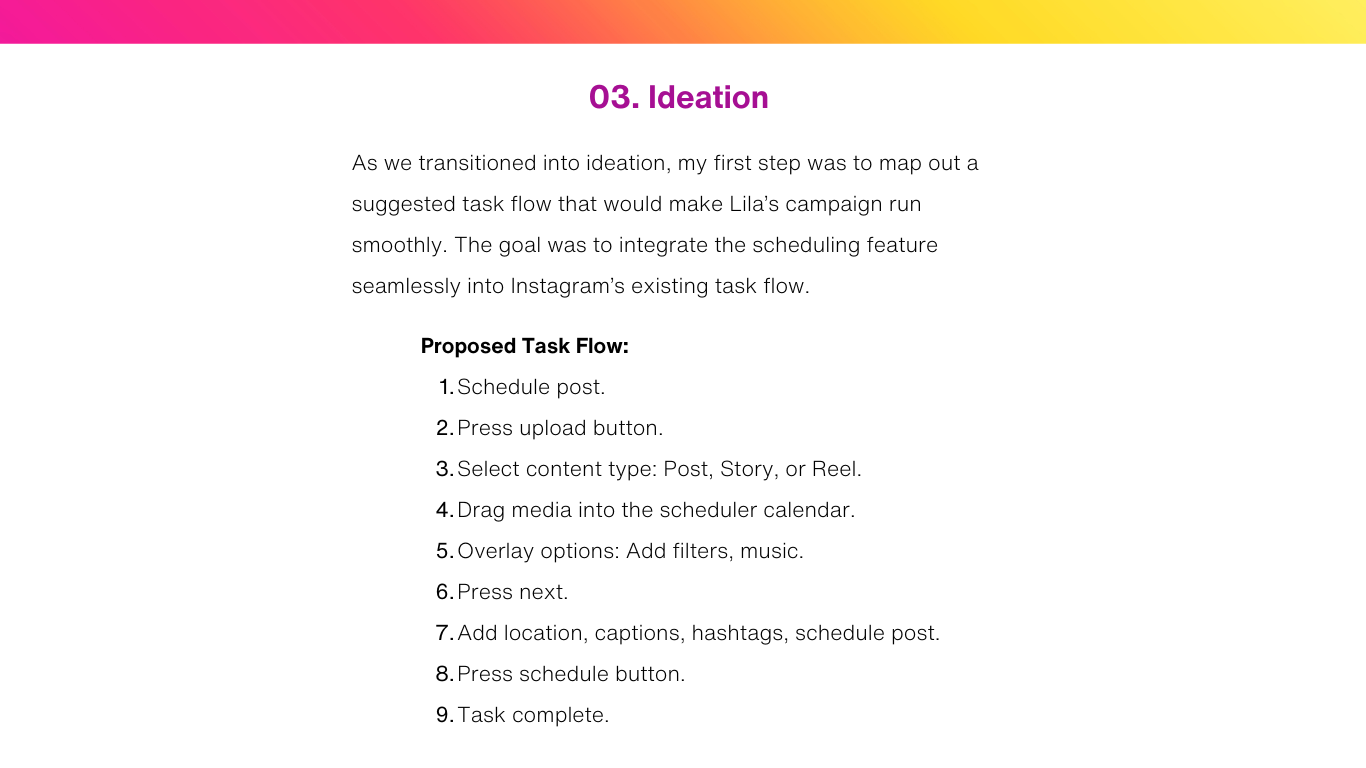 03. Ideation
As we transitioned into ideation, my first step was to map out a
suggested task flow that would make Lila’s campaign run
smoothly. The goal was to integrate the scheduling feature
seamlessly into Instagram’s existing task flow.
Proposed Task Flow:
1. Schedule post.
2. Press upload button.
3. Select content type: Post, Story, or Reel.
4. Drag media into the scheduler calendar.
5. Overlay options: Add filters, music.
6. Press next.
7. Add location, captions, hashtags, schedule post.
8. Press schedule button.
9. Task complete.